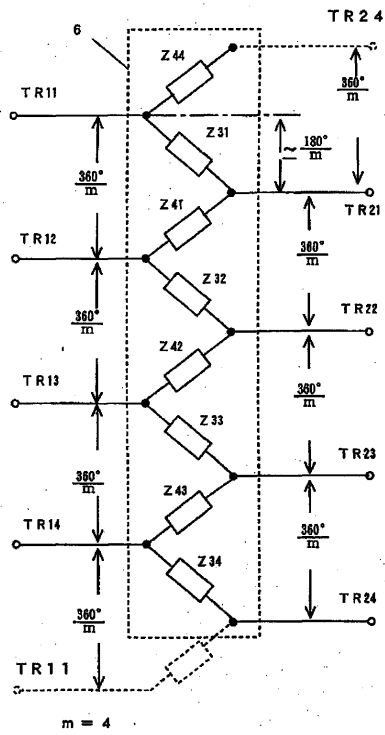 TR24
6
Z44
360°
m
TR11
Z31
≃ 180°
m
360°
m
Z41
TR21
TR12
360°
m
Z32
360°
m
TR22
Z42
TR13
360°
m
Z33
360°
m
TR23
Z43
TR14
360°
m
Z34
360°
m
TR24
TR11
m = 4